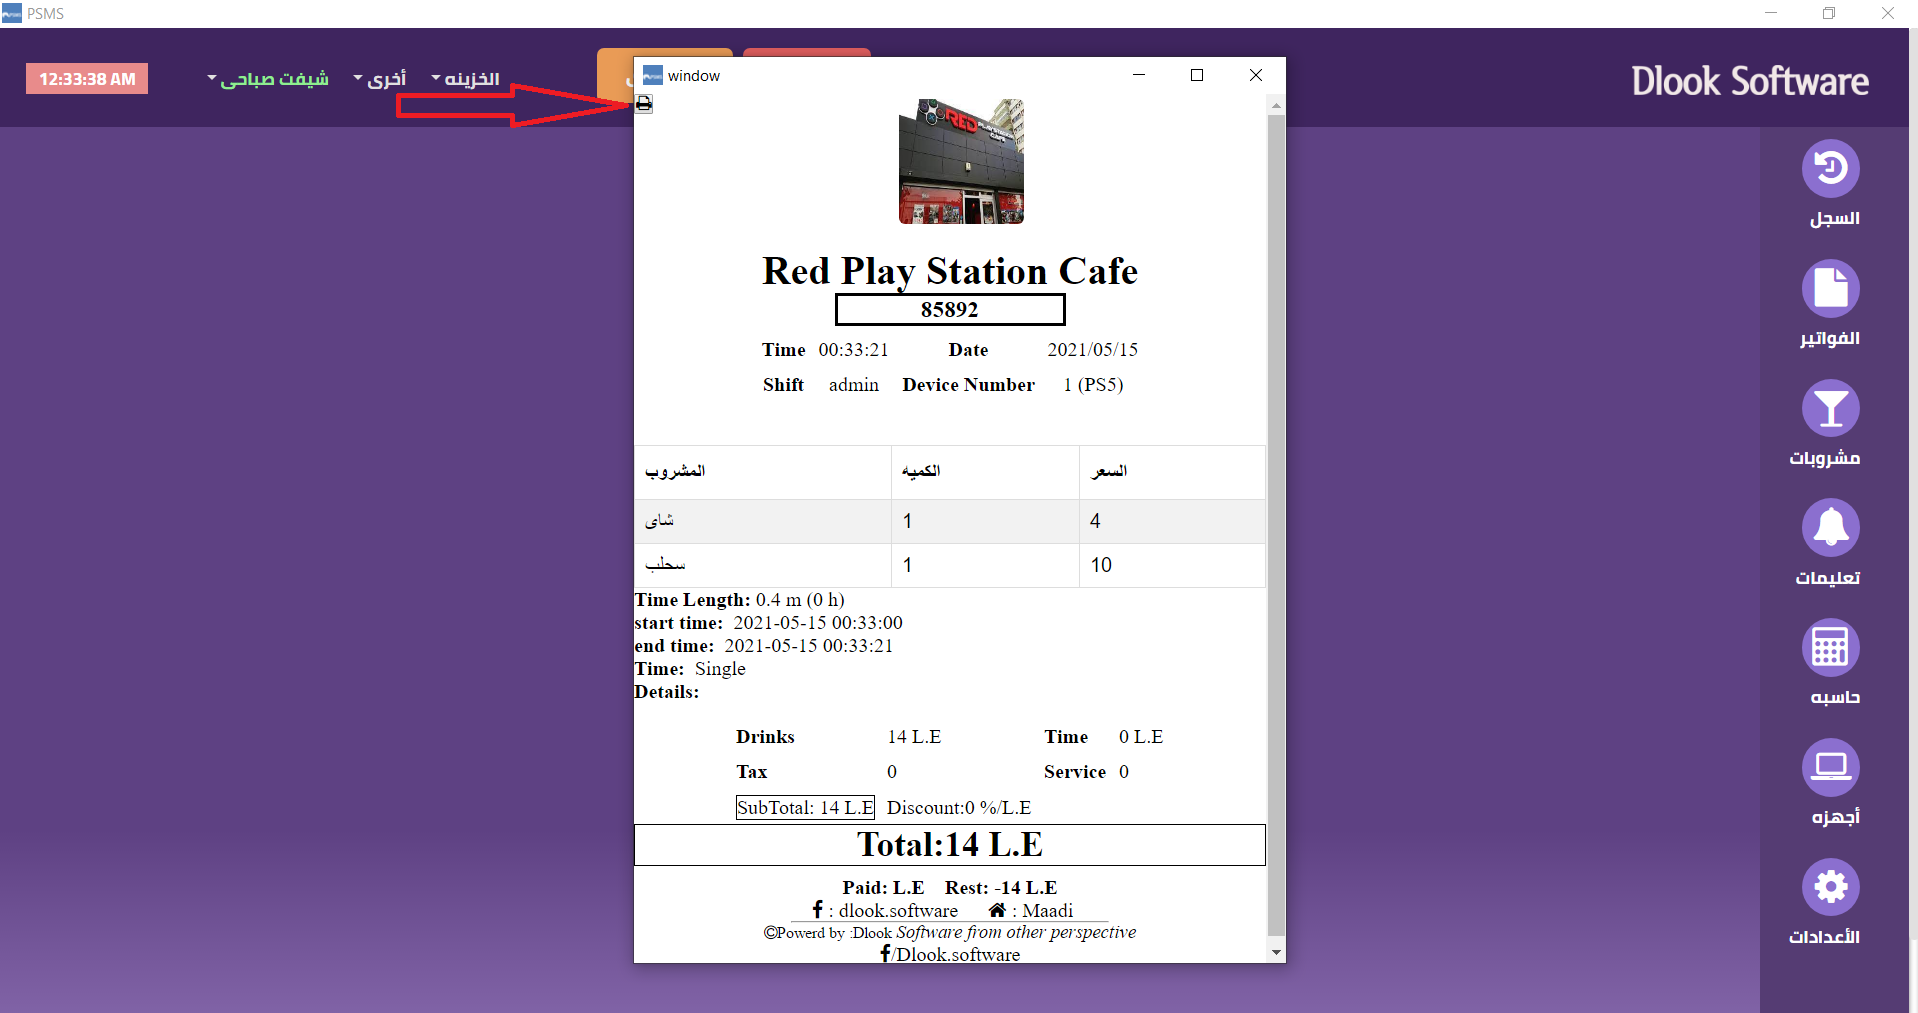 PSMS
12:33:38 AM
شيفت صباحى
أخرى
الخزينه
Dlook Software
window
RED PLAYSTATION
CAFE
Red Play Station Cafe
85892
Time 00:33:21 Date 2021/05/15
Shift admin Device Number 1 (PS5)
المشروب الكميه السعر
شاى 1 4
سحلب 1 10
Time Length: 0.4 m (0 h)
start time: 2021-05-15 00:33:00
end time: 2021-05-15 00:33:21
Time: Single
Details:
Drinks 14 L.E Time 0 L.E
Tax 0 Service 0
SubTotal: 14 L.E Discount:0 %/L.E
Total:14 L.E
Paid: L.E Rest: -14 L.E
: dlook.software : Maadi
©Powerd by :Dlook Software from other perspective
/Dlook.software
السجل
الفواتير
مشروبات
تعليمات
حاسبه
أجهزه
الأعدادات